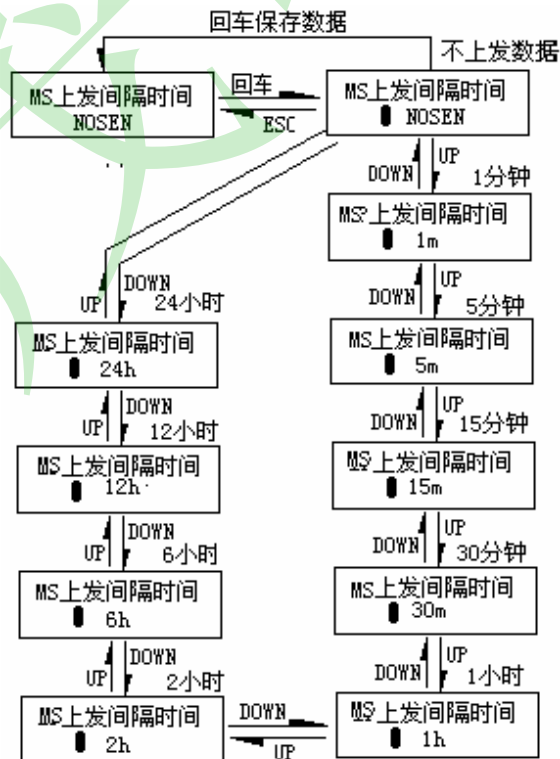 回车保存数据
不上发数据
MS上发间隔时间
NOSEN
回车
ESC
MS上发间隔时间
NOSEN
DOWN
UP
1分钟
MS上发间隔时间
1m
DOWN
UP
5分钟
MS上发间隔时间
5m
DOWN
UP
15分钟
MS上发间隔时间
15m
DOWN
UP
30分钟
MS上发间隔时间
30m
DOWN
UP
1小时
MS上发间隔时间
1h
UP
DOWN
24小时
MS上发间隔时间
24h
UP
DOWN
12小时
MS上发间隔时间
12h
UP
DOWN
6小时
MS上发间隔时间
6h
UP
DOWN
2小时
MS上发间隔时间
2h
DOWN
UP